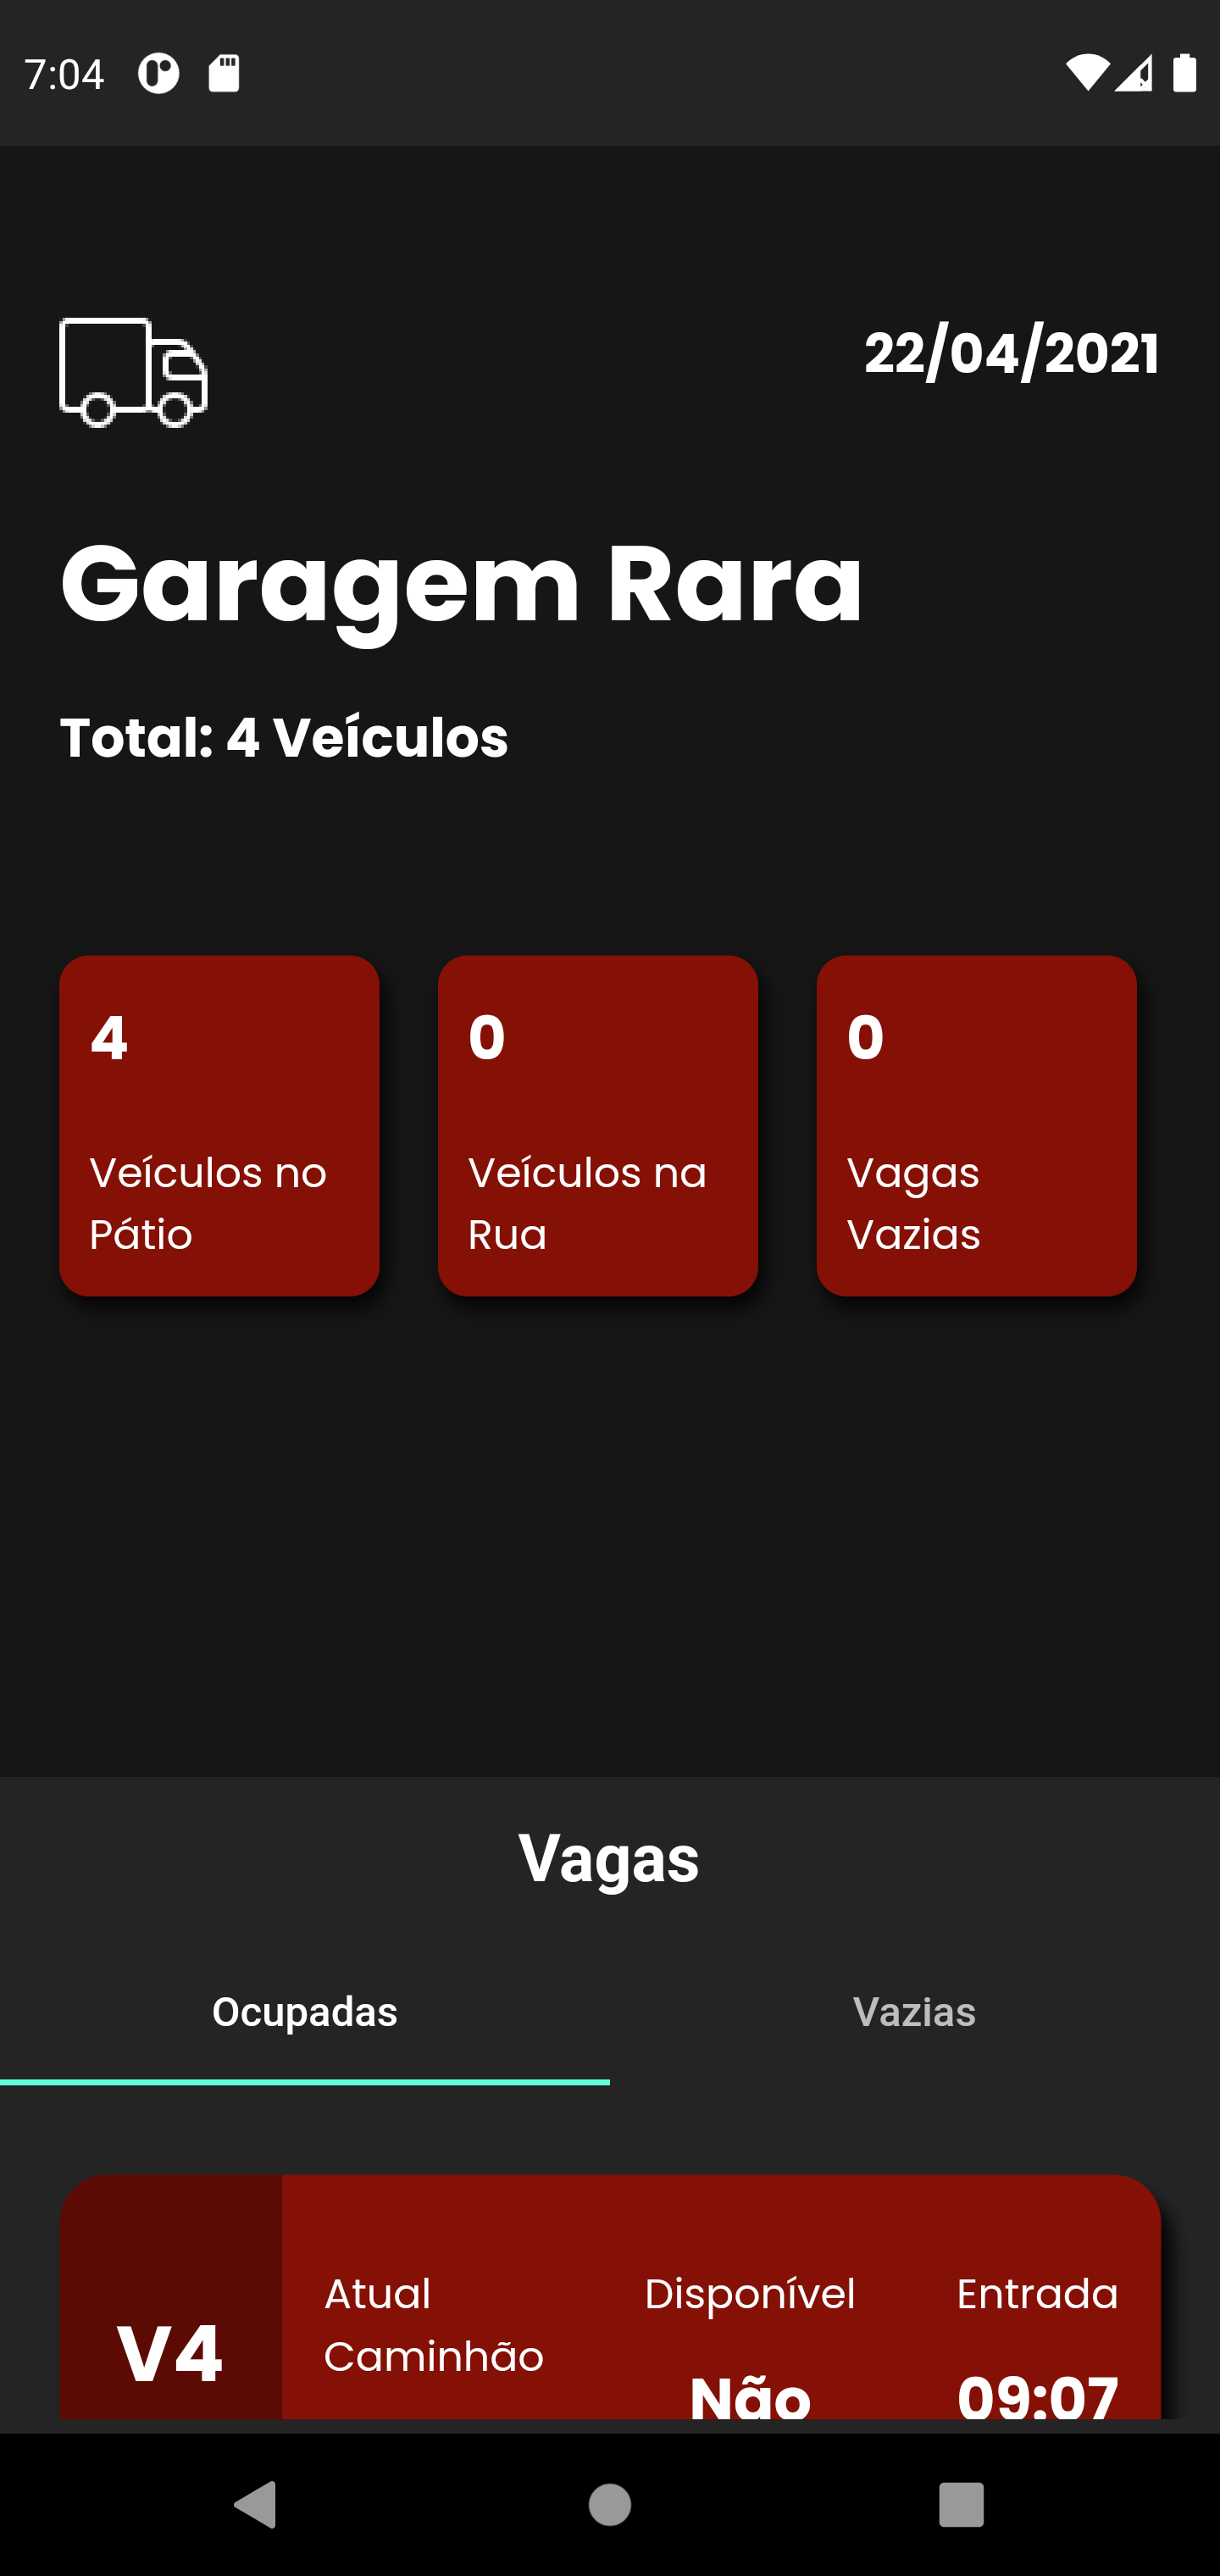 7:04
22/04/2021
Garagem Rara
Total: 4 Veículos
4
0
0
Veículos no
Pátio
Veículos na
Rua
Vagas
Vazias
Vagas
Ocupadas
Vazias
V4
Atual
Caminhão
Disponível
Não
Entrada
09:07